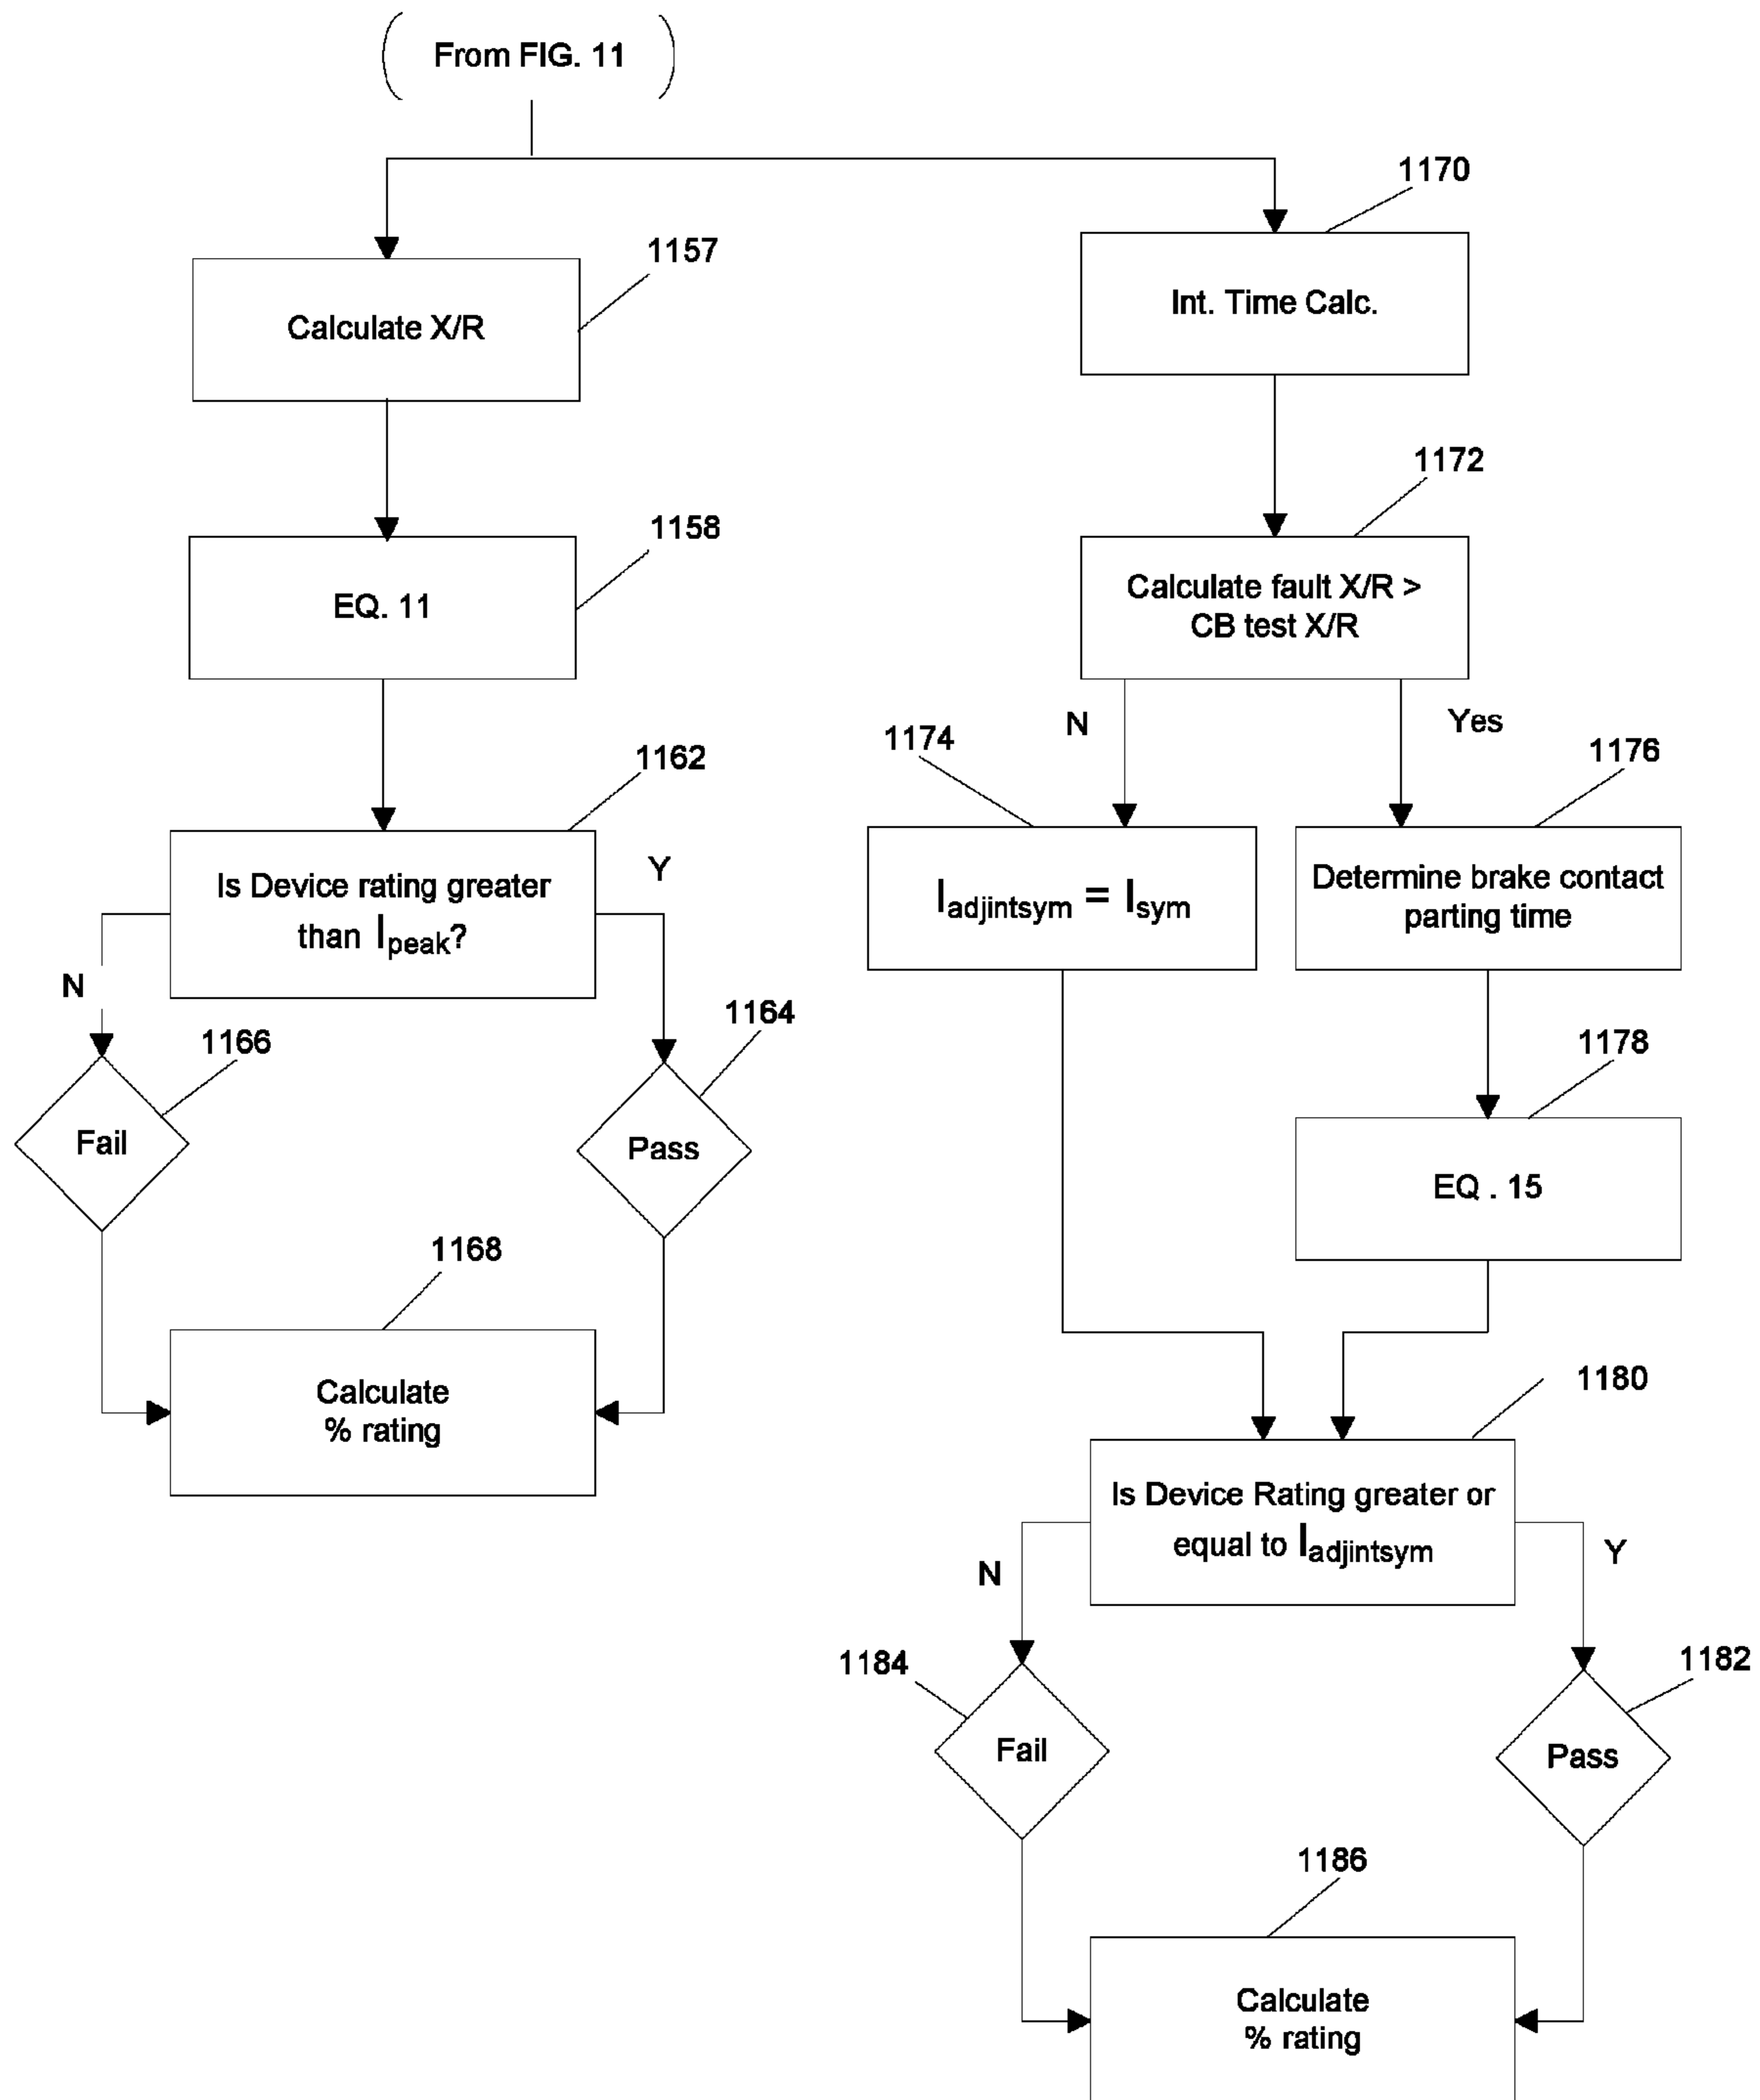 From FIG. 11
1170
1157
Int. Time Calc.
Calculate X/R
1172
1158
Calculate fault X/R >
CB test X/R
EQ. 11
N
Yes
1174
1176
1162
Is Device rating greater
than Ipeak?
Y
N
Iadjintsym = Isym
Determine brake contact
parting time
1164
1166
1178
Fail
Pass
EQ . 15
1168
Calculate
% rating
1180
Is Device Rating greater or
equal to Iadjintsym
N
Y
1184
1182
Fail
Pass
1186
Calculate
% rating